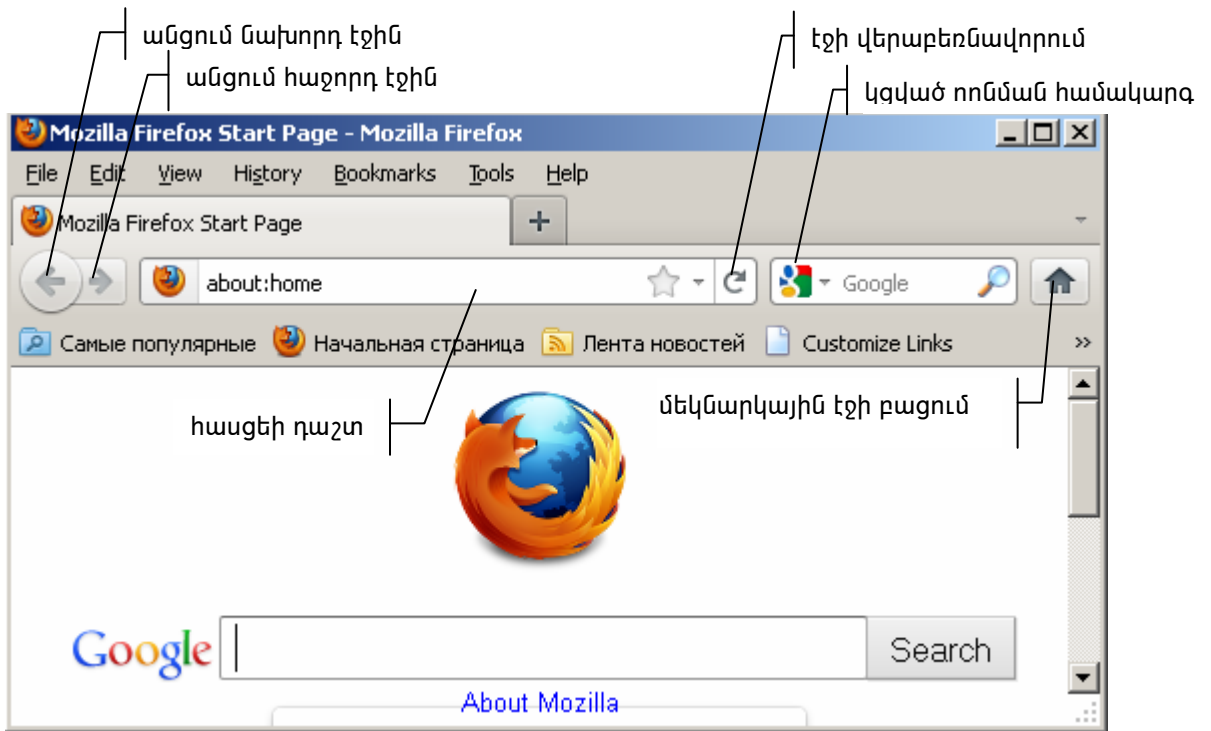 անցում նախորդ էջին
էջի վերաբեռնավորում
անցում հաջորդ էջին
կցված որոնման համակարգ
Mozilla Firefox Start Page - Mozilla Firefox
File Edit View History Bookmarks Tools Help
Mozilla Firefox Start Page
about:home
Google
Самые популярные Начальная страница Лента новостей Customize Links »
մեկնարկային էջի բացում
հասցեի դաշտ
Google
Search
About Mozilla